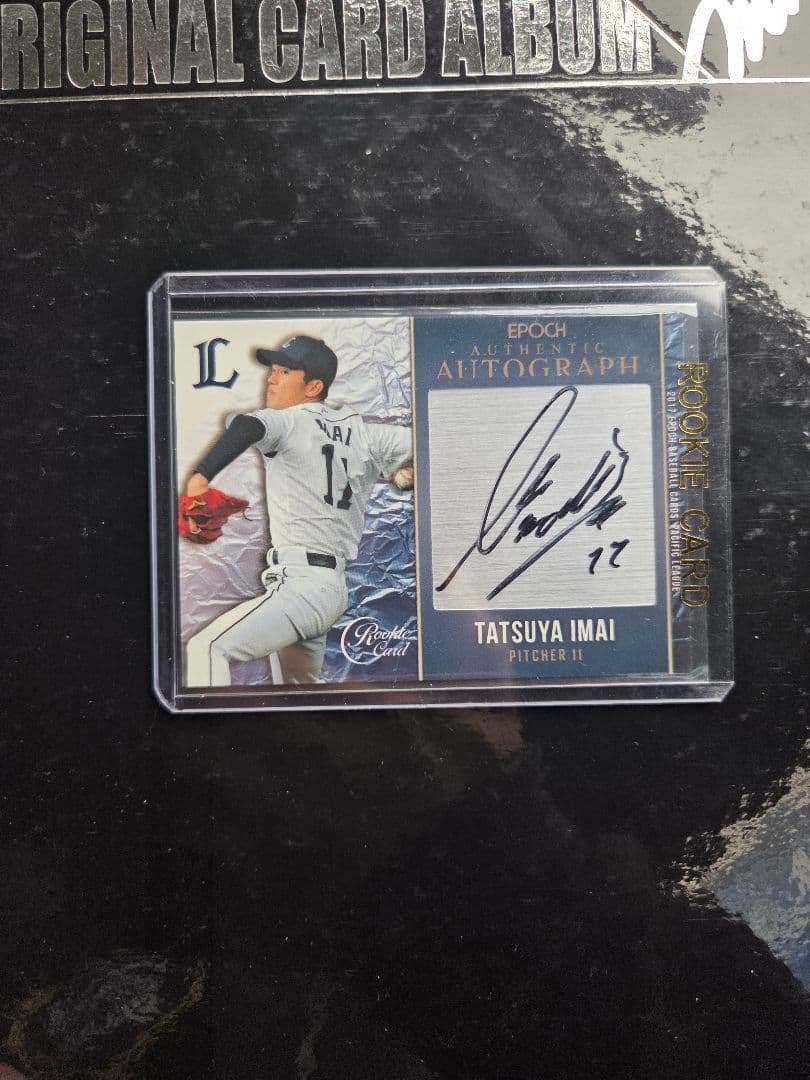 RIGINAL CARD ALBUM
L
L
11
EPOCH
AUTHENTIC
AUTOGRAPH
11
TATSUYA IMAI
PITCHER 11
Rookie
Card
ROOKIE CARD
2017 EPOCH BASEBALL CARDS PACIFIC LEAGUE